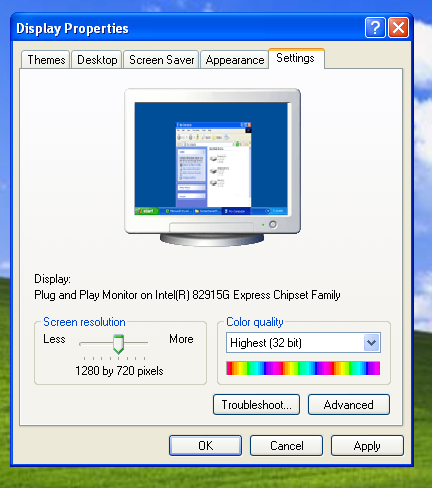 Display Properties
Themes Desktop Screen Saver Appearance Settings
start
Display:
Plug and Play Monitor on Intel(R) 82915G Express Chipset Family
Screen resolution
Less More
1280 by 720 pixels
Color quality
Highest (32 bit)
Troubleshoot... Advanced
OK Cancel Apply